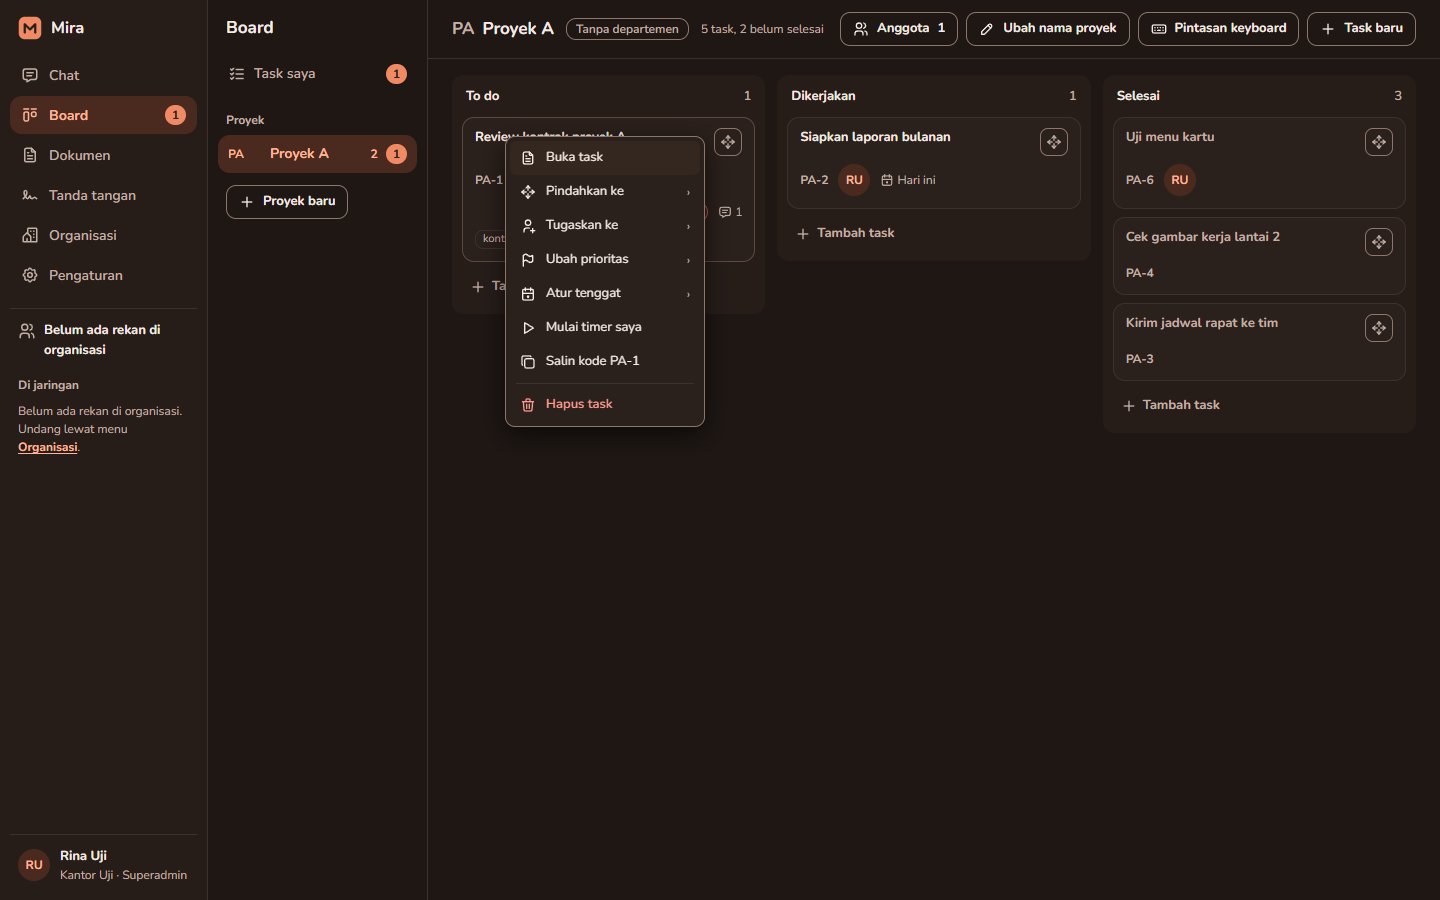 Mira
Chat
Board 1
Dokumen
Tanda tangan
Organisasi
Pengaturan
Belum ada rekan di
organisasi
Di jaringan
Belum ada rekan di organisasi.
Undang lewat menu
Organisasi.
RU
Rina Uji
Kantor Uji · Superadmin
Board
Task saya 1
Proyek
PA Proyek A 2 1
Proyek baru
PA Proyek A Tanpa departemen 5 task, 2 belum selesai
Anggota 1
Ubah nama proyek
Pintasan keyboard
Task baru
To do 1
Review kontrak proyek A
PA-1
1
Buka task
Pindahkan ke
Tugaskan ke
Ubah prioritas
Atur tenggat
Mulai timer saya
Salin kode PA-1
Hapus task
Dikerjakan 1
Siapkan laporan bulanan
PA-2 RU Hari ini
Tambah task
Selesai 3
Uji menu kartu
PA-6 RU
Cek gambar kerja lantai 2
PA-4
Kirim jadwal rapat ke tim
PA-3
Tambah task